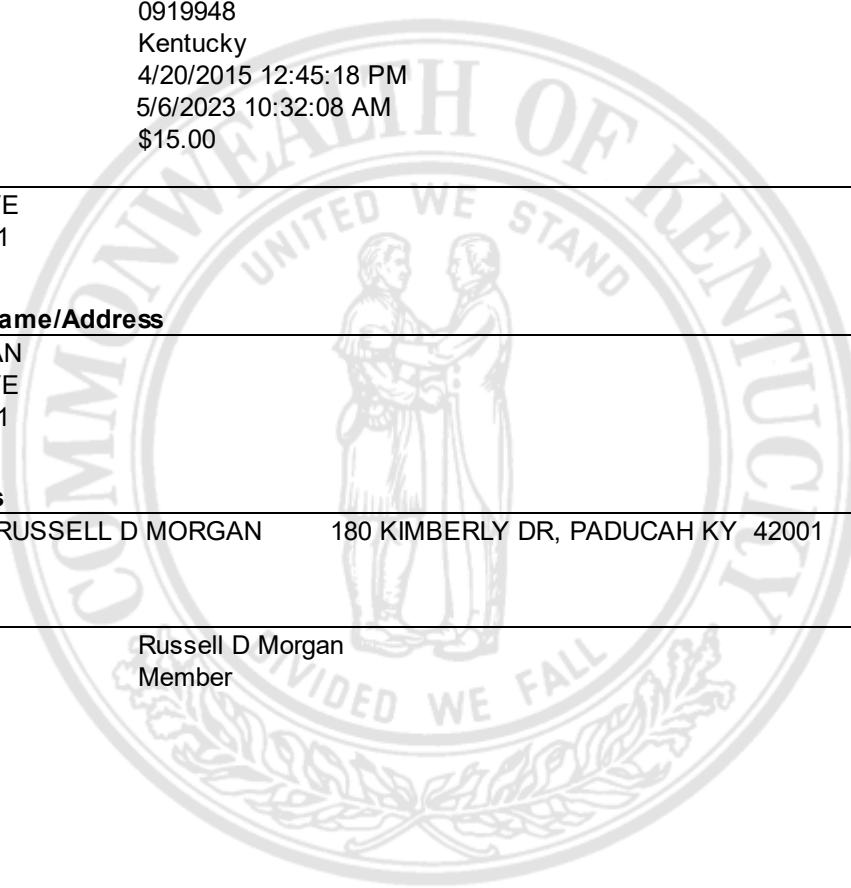 0919948
Kentucky
4/20/2015 12:45:18 PM
5/6/2023 10:32:08 AM
$15.00
TE
1
ame/Address
AN
TE
1
s
RUSSELL D MORGAN 180 KIMBERLY DR, PADUCAH KY 42001
Russell D Morgan
Member
COMMONWEALTH OF KENTUCKY
UNITED WE STAND
DIVIDED WE FALL